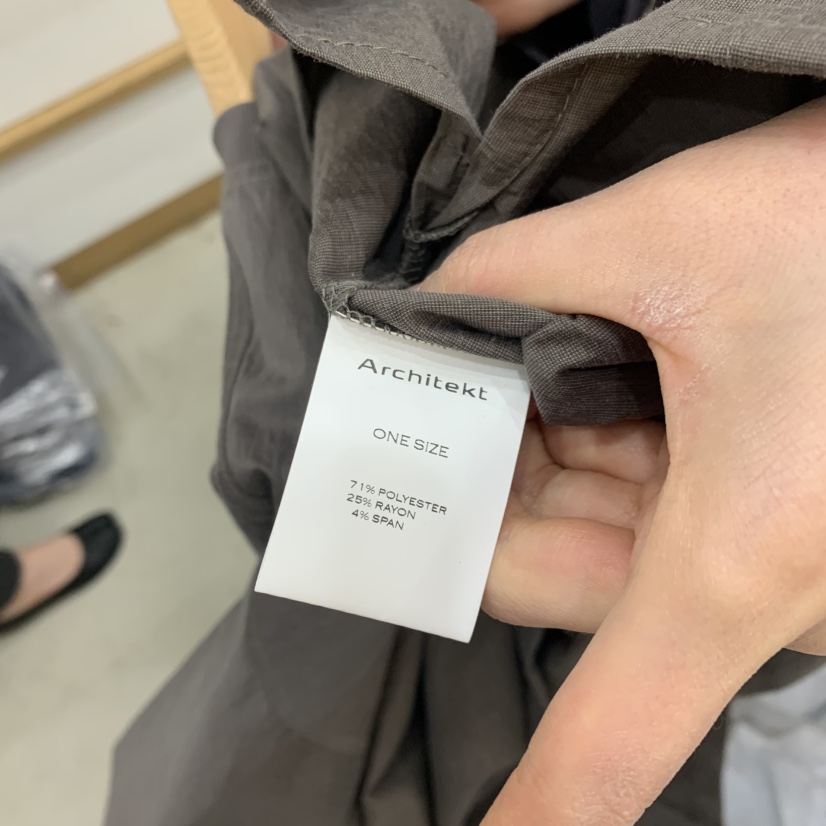 Architekt
ONE SIZE
71% POLYESTER
25% RAYON
4% SPAN